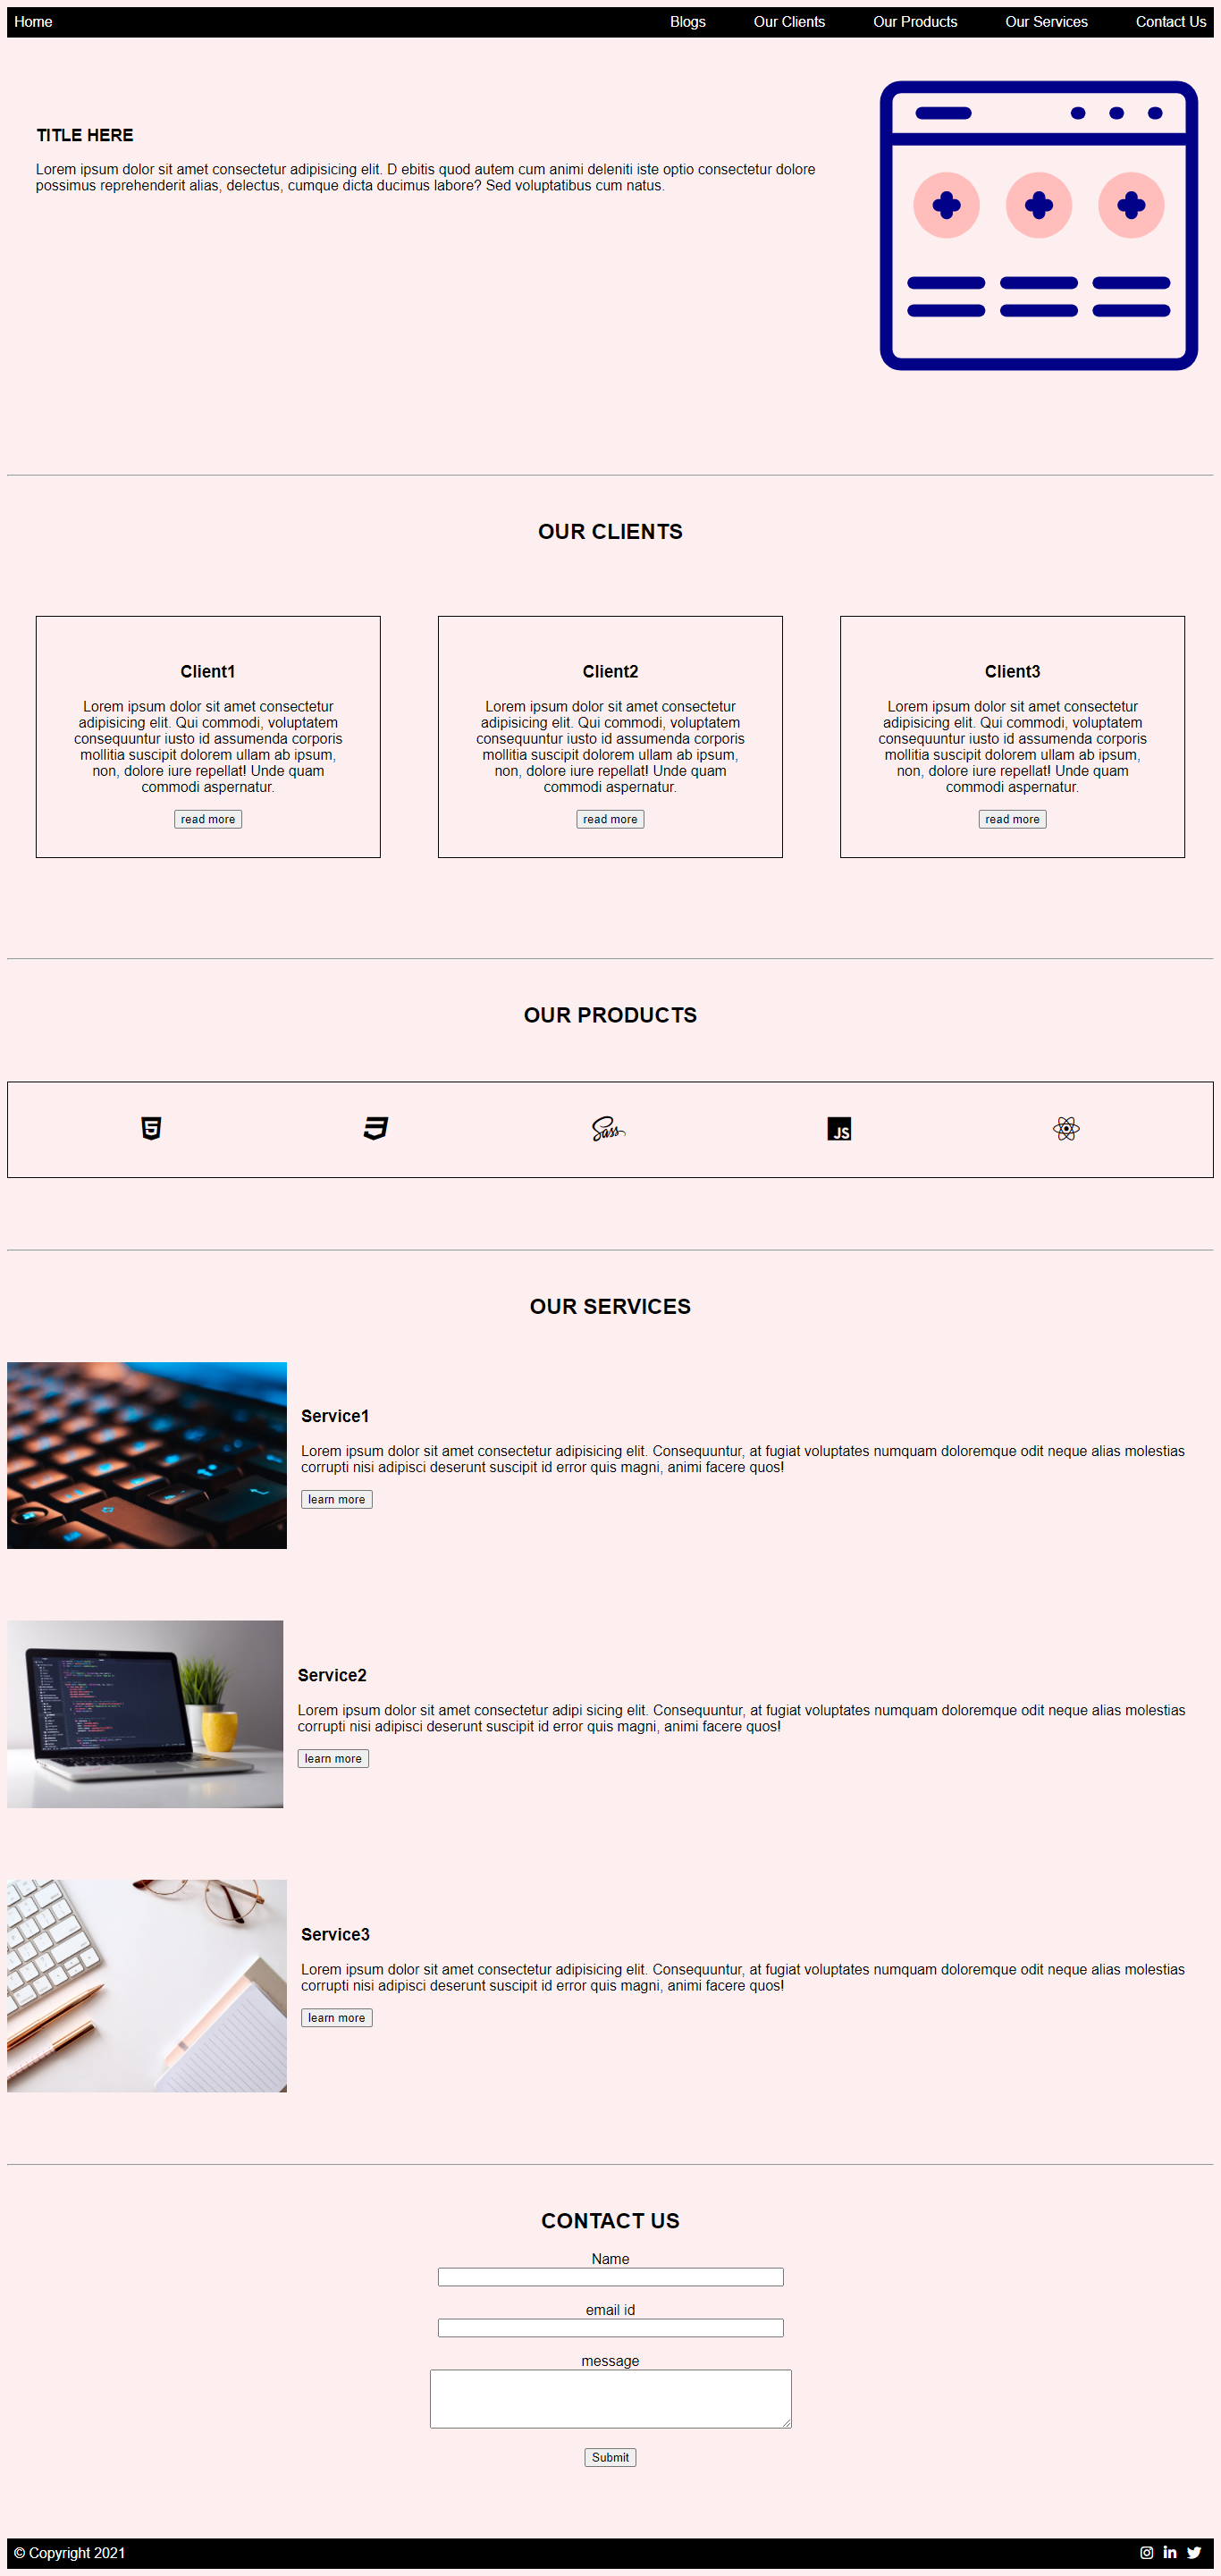 Home Blogs Our Clients Our Products Our Services Contact Us
TITLE HERE
Lorem ipsum dolor sit amet consectetur adipisicing elit. D ebitis quod autem cum animi deleniti iste optio consectetur dolore
possimus reprehenderit alias, delectus, cumque dicta ducimus labore? Sed voluptatibus cum natus.
OUR CLIENTS
Client1
Lorem ipsum dolor sit amet consectetur
adipisicing elit. Qui commodi, voluptatem
consequuntur iusto id assumenda corporis
mollitia suscipit dolorem ullam ab ipsum,
non, dolore iure repellat! Unde quam
commodi aspernatur.
read more
Client2
Lorem ipsum dolor sit amet consectetur
adipisicing elit. Qui commodi, voluptatem
consequuntur iusto id assumenda corporis
mollitia suscipit dolorem ullam ab ipsum,
non, dolore iure repellat! Unde quam
commodi aspernatur.
read more
Client3
Lorem ipsum dolor sit amet consectetur
adipisicing elit. Qui commodi, voluptatem
consequuntur iusto id assumenda corporis
mollitia suscipit dolorem ullam ab ipsum,
non, dolore iure repellat! Unde quam
commodi aspernatur.
read more
OUR PRODUCTS
5 Sass JS
OUR SERVICES
Service1
Lorem ipsum dolor sit amet consectetur adipisicing elit. Consequuntur, at fugiat voluptates numquam doloremque odit neque alias molestias
corrupti nisi adipisci deserunt suscipit id error quis magni, animi facere quos!
learn more
Service2
Lorem ipsum dolor sit amet consectetur adipi sicing elit. Consequuntur, at fugiat voluptates numquam doloremque odit neque alias molestias
corrupti nisi adipisci deserunt suscipit id error quis magni, animi facere quos!
learn more
Service3
Lorem ipsum dolor sit amet consectetur adipisicing elit. Consequuntur, at fugiat voluptates numquam doloremque odit neque alias molestias
corrupti nisi adipisci deserunt suscipit id error quis magni, animi facere quos!
learn more
CONTACT US
Name
email id
message
Submit
© Copyright 2021 in